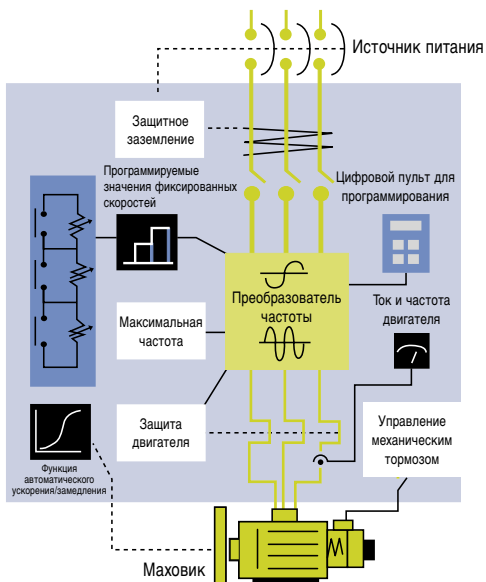 Источник питания
Защитное
заземление
Программируемые
значения фиксированных
скоростей
Цифровой пульт для
программирования
Преобразователь
частоты
Ток и частота
двигателя
Максимальная
частота
Защита
двигателя
Управление
механическим
тормозом
Функция
автоматического
ускорения/замедления
Маховик